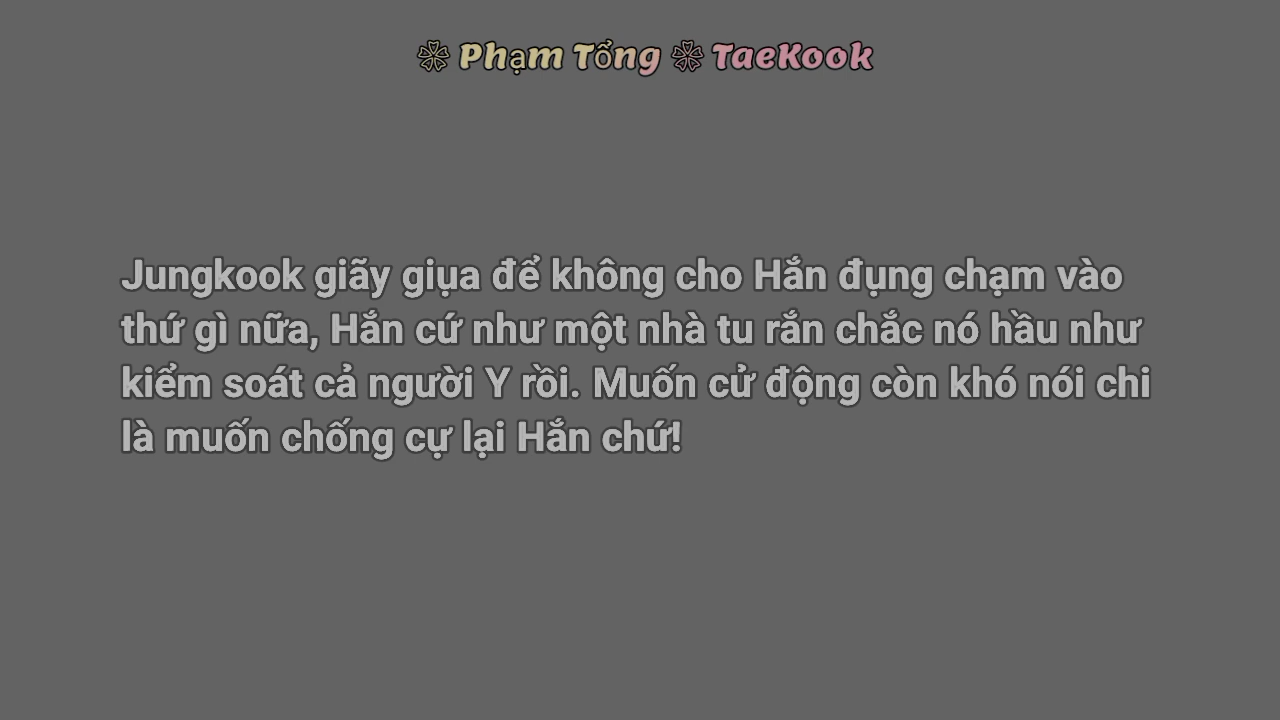 Phạm Tổng TaeKook
Jungkook giãy giụa để không cho Hắn đụng chạm vào
thứ gì nữa, Hắn cứ như một nhà tu rắn chắc nó hầu như
kiểm soát cả người Y rồi. Muốn cử động còn khó nói chi
là muốn chống cự lại Hắn chứ!